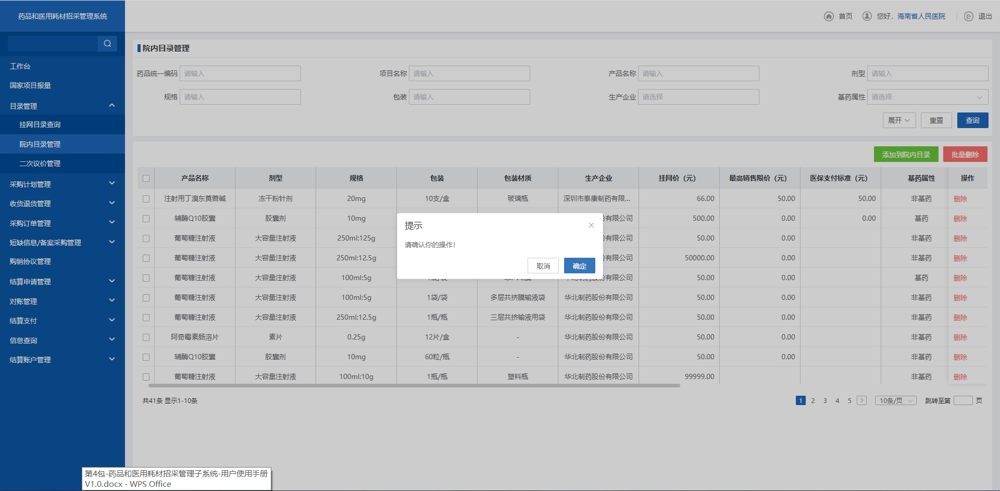 药品和医用耗材招采管理系统
首页 您好，海南省人民医院 退出
工作台
国家项目报量
目录管理
挂网目录查询
院内目录管理
二次议价管理
采购计划管理
收货退货管理
采购订单管理
短缺信息/备案采购管理
购销协议管理
结算申请管理
对账管理
结算支付
信息查询
结算账户管理
院内目录管理
药品统一编码 请输入 项目名称 请输入 产品名称 请输入 剂型 请输入
规格 请输入 包装 请输入 生产企业 请选择 基药属性 请选择
展开 重置 查询
添加到院内目录 批量删除
产品名称 剂型 规格 包装 包装材质 生产企业 挂网价（元） 最高销售限价（元） 医保支付标准（元） 基药属性 操作
注射用丁溴东莨菪碱 冻干粉针剂 20mg 10支/盒 玻璃瓶 深圳市泰康制药有限... 66.00 50.00 50.00 非基药 删除
辅酶Q10胶囊 胶囊剂 10mg 份有限公司 500.00 0.00 0.00 基药 删除
葡萄糖注射液 大容量注射液 250ml:125g 份有限公司 50.00 0.00 非基药 删除
葡萄糖注射液 大容量注射液 250ml:12.5g 份有限公司 50000.00 0.00 非基药 删除
葡萄糖注射液 大容量注射液 100ml:5g 华北制药股份有限公司 50.00 0.00 基药 删除
葡萄糖注射液 大容量注射液 100ml:5g 1袋/袋 多层共挤膜输液袋 华北制药股份有限公司 50.00 0.00 非基药 删除
葡萄糖注射液 大容量注射液 250ml:12.5g 1瓶/瓶 三层共挤输液用袋 华北制药股份有限公司 50.00 0.00 非基药 删除
阿奇霉素肠溶片 素片 0.25g 12片/盒 - 华北制药股份有限公司 50.00 0.00 非基药 删除
辅酶Q10胶囊 胶囊剂 10mg 60粒/瓶 - 华北制药股份有限公司 50.00 0.00 非基药 删除
葡萄糖注射液 大容量注射液 100ml:10g 1瓶/瓶 塑料瓶 华北制药股份有限公司 99999.00 非基药 删除
提示
请确认你的操作！
取消 确定
共41条 显示1-10条 1 2 3 4 5 10条/页 跳转至第 页
第4包-药品和医用耗材招采管理子系统-用户使用手册
V1.0.docx - WPS Office